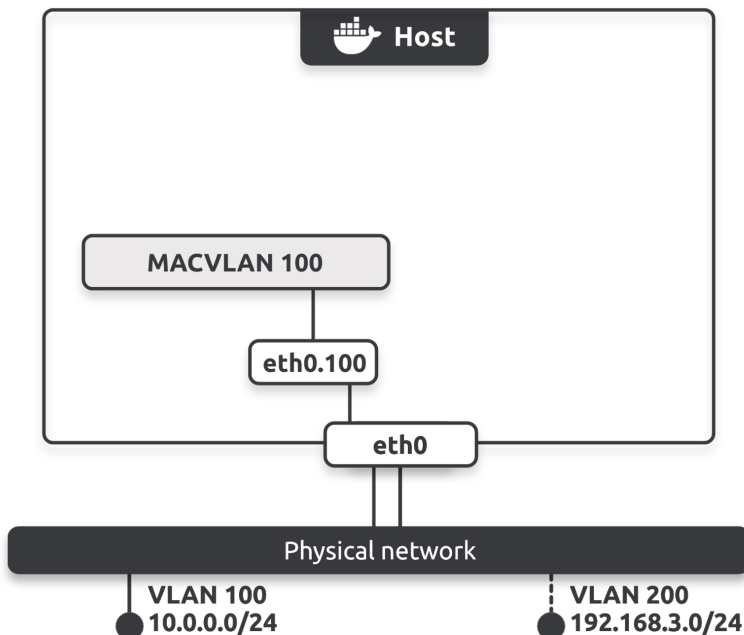 Host
MACVLAN 100
eth0.100
eth0
Physical network
VLAN 100
10.0.0.0/24
VLAN 200
192.168.3.0/24